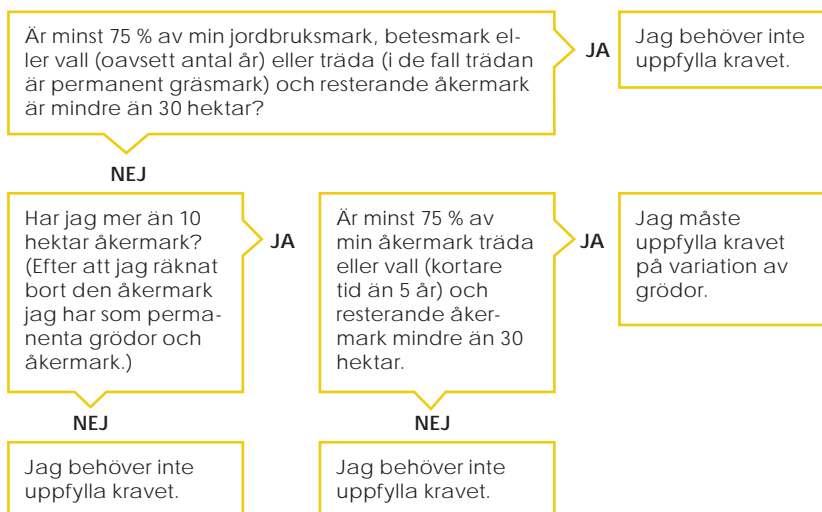 Är minst 75 % av min jordbruksmark, betesmark el-
ler vall (oavsett antal år) eller träda (i de fall trädan
är permanent gräsmark) och resterande åkermark
är mindre än 30 hektar?
JA
Jag behöver inte
uppfylla kravet.
NEJ
Har jag mer än 10
hektar åkermark?
(Efter att jag räknat
bort den åkermark
jag har som perma-
nenta grödor och
åkermark.)
JA
Är minst 75 % av
min åkermark träda
eller vall (kortare
tid än 5 år) och
resterande åker-
mark mindre än 30
hektar.
JA
Jag måste
uppfylla kravet
på variation av
grödor.
NEJ
NEJ
Jag behöver inte
uppfylla kravet.
Jag behöver inte
uppfylla kravet.